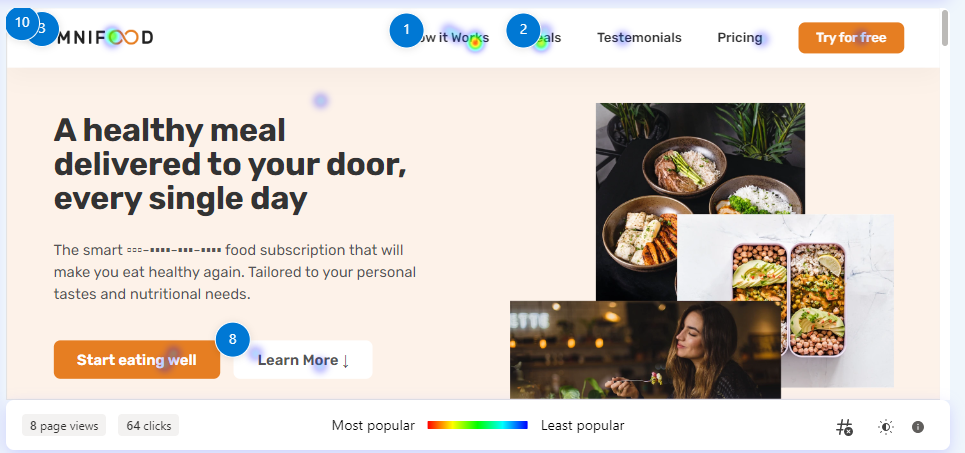 10
3
MNIFOOD
1
ow it Works
2
eals
Testimonials
Pricing
Try for free
A healthy meal
delivered to your door,
every single day
The smart food subscription that will
make you eat healthy again. Tailored to your personal
tastes and nutritional needs.
Start eating well
8
Learn More ↓
8 page views
64 clicks
Most popular
Least popular